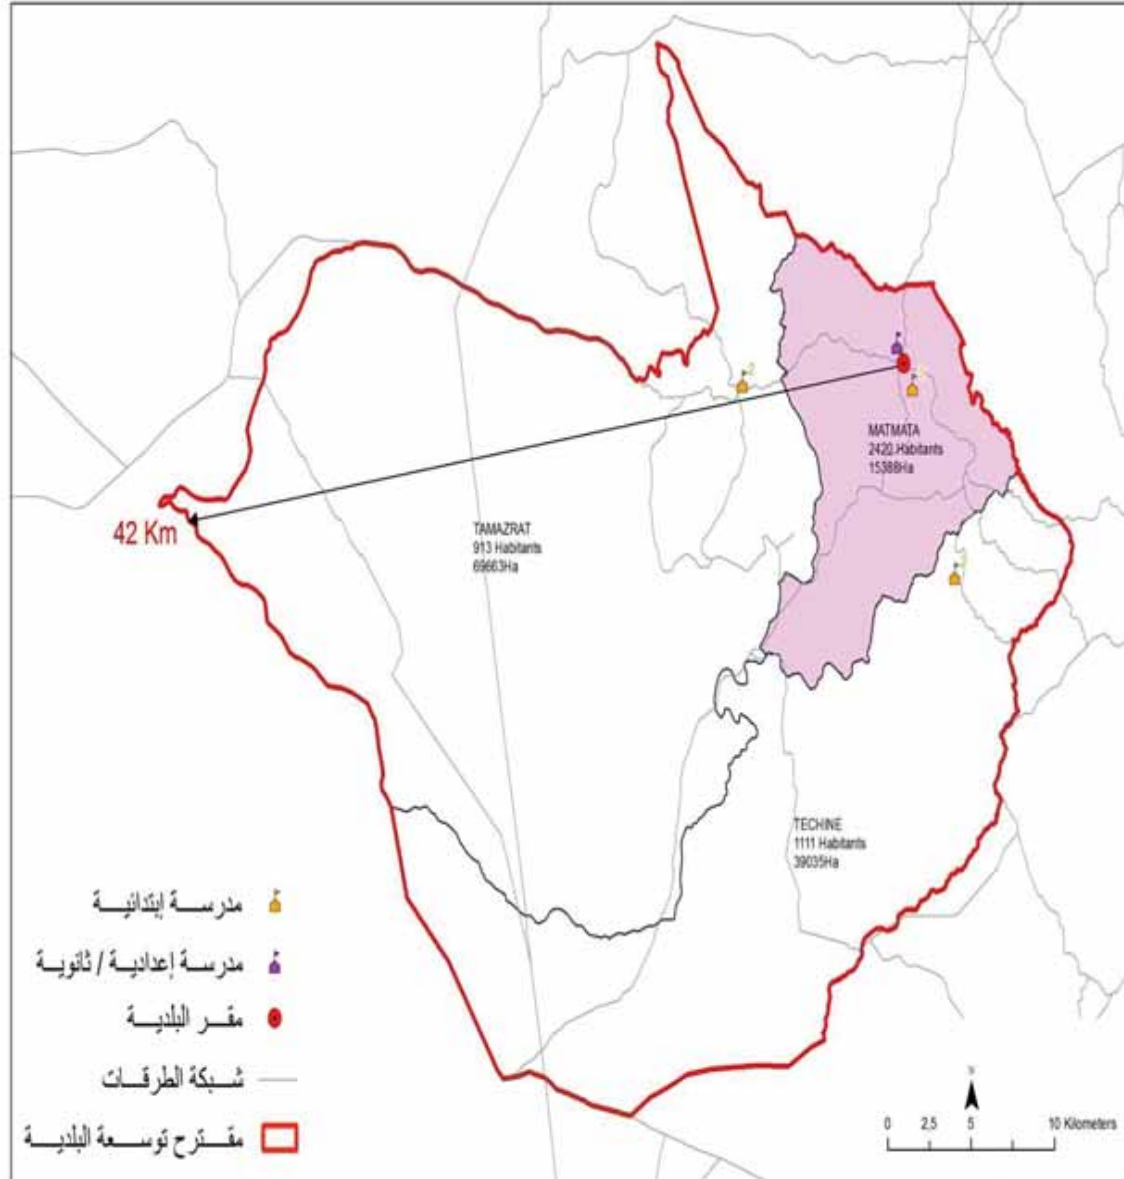 MATMATA
2420 Habitants
15388Ha
42 Km
TAMAZRAT
913 Habitants
69663Ha
TECHINE
1111 Habitants
39035Ha
مدرسة إبتدائية
مدرسة إعدادية / ثانوية
مقر البلدية
شبكة الطرقات
مقترح توسعة البلدية
N
0 2,5 5 10 Kilometers